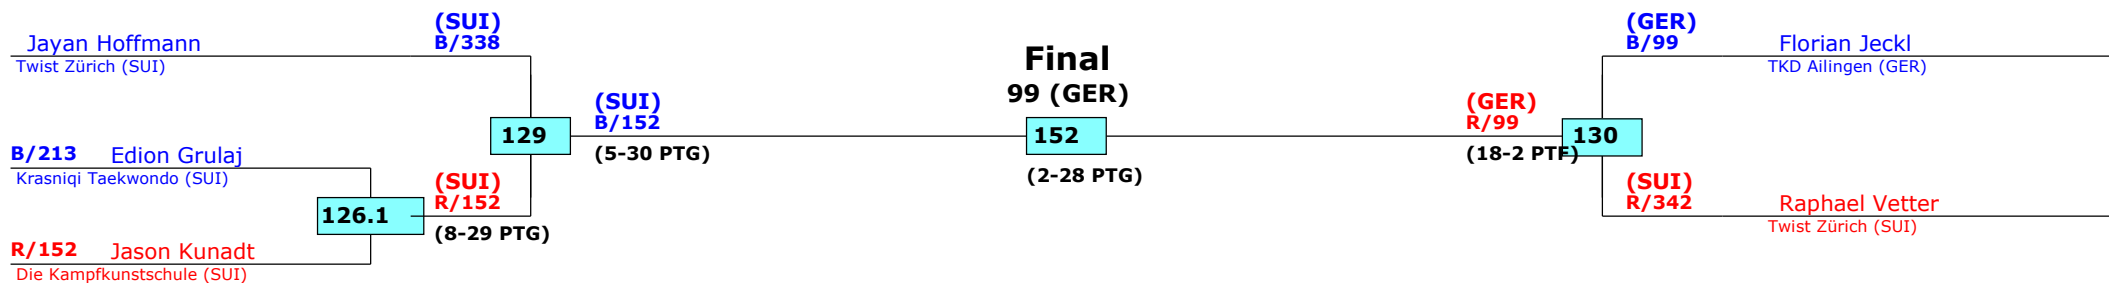 Jayan Hoffmann
Twist Zürich (SUI)
(SUI)
B/338
B/213 Edion Grulaj
Krasniqi Taekwondo (SUI)
126.1
R/152 Jason Kunadt
Die Kampfkunstschule (SUI)
(SUI)
R/152
(8-29 PTG)
129
(SUI)
B/152
(5-30 PTG)
Final
99 (GER)
152
(2-28 PTG)
(GER)
R/99
(18-2 PTF)
130
(GER)
B/99
Florian Jeckl
TKD Ailingen (GER)
(SUI)
R/342
Raphael Vetter
Twist Zürich (SUI)